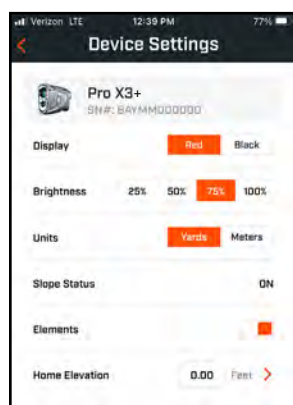 Verizon LTE 12:39 PM 77%
Device Settings
Pro X3+
SN#: BAYMM000000
Display Red Black
Brightness 25% 50% 75% 100%
Units Yards Meters
Slope Status ON
Elements
Home Elevation 0.00 Feet